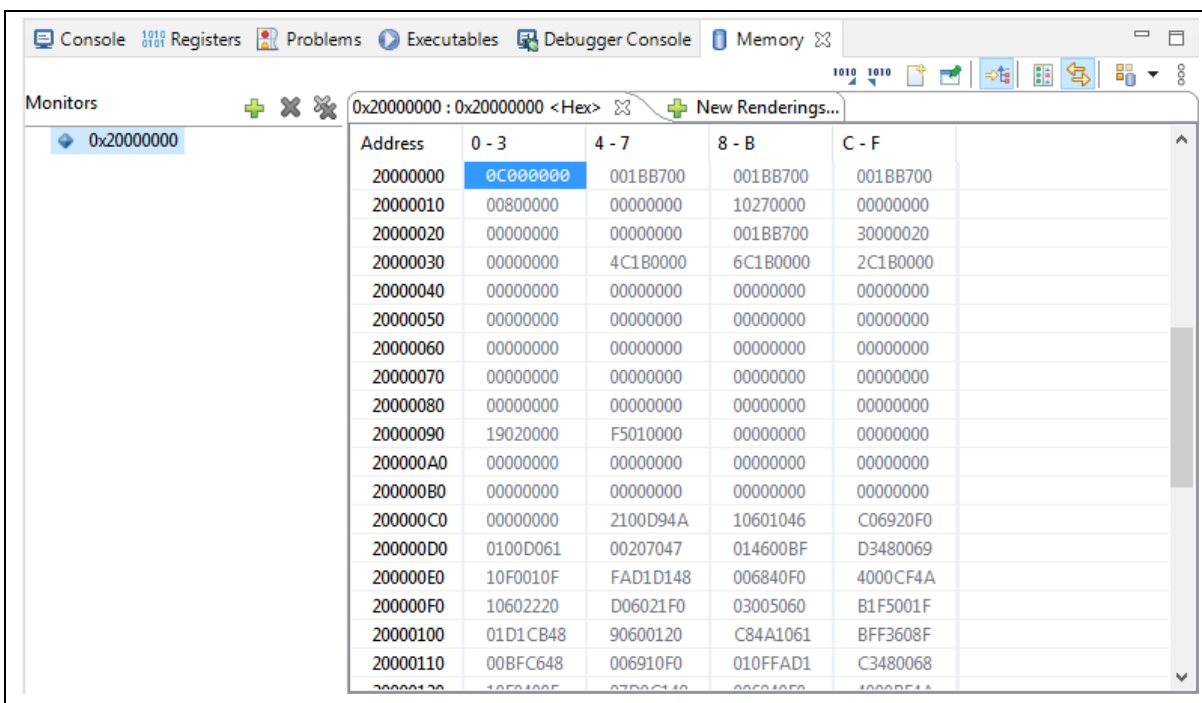 Console Registers Problems Executables Debugger Console Memory
Monitors
0x20000000 : 0x20000000 <Hex> New Renderings...
0x20000000
Address 0 - 3 4 - 7 8 - B C - F
20000000 0C000000 001BB700 001BB700 001BB700
20000010 00800000 00000000 10270000 00000000
20000020 00000000 00000000 001BB700 30000020
20000030 00000000 4C1B0000 6C1B0000 2C1B0000
20000040 00000000 00000000 00000000 00000000
20000050 00000000 00000000 00000000 00000000
20000060 00000000 00000000 00000000 00000000
20000070 00000000 00000000 00000000 00000000
20000080 00000000 00000000 00000000 00000000
20000090 19020000 F5010000 00000000 00000000
200000A0 00000000 00000000 00000000 00000000
200000B0 00000000 00000000 00000000 00000000
200000C0 00000000 2100D94A 10601046 C06920F0
200000D0 0100D061 00207047 014600BF D3480069
200000E0 10F0010F FAD1D148 006840F0 4000CF4A
200000F0 10602220 D06021F0 03005060 B1F5001F
20000100 01D1CB48 90600120 C84A1061 BFF3608F
20000110 00BFC648 006910F0 010FFAD1 C3480068